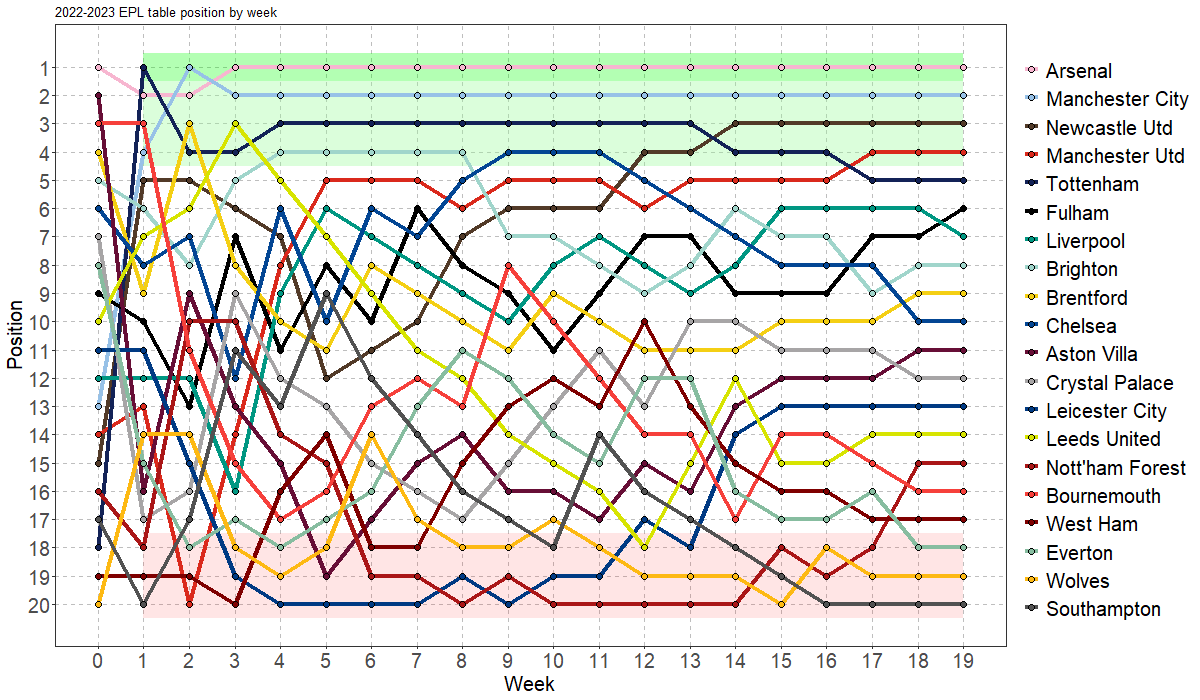 2022-2023 EPL table position by week
Position
1
2
3
4
5
6
7
8
9
10
11
12
13
14
15
16
17
18
19
20
0 1 2 3 4 5 6 7 8 9 10 11 12 13 14 15 16 17 18 19
Week
Arsenal
Manchester City
Newcastle Utd
Manchester Utd
Tottenham
Fulham
Liverpool
Brighton
Brentford
Chelsea
Aston Villa
Crystal Palace
Leicester City
Leeds United
Nott'ham Forest
Bournemouth
West Ham
Everton
Wolves
Southampton